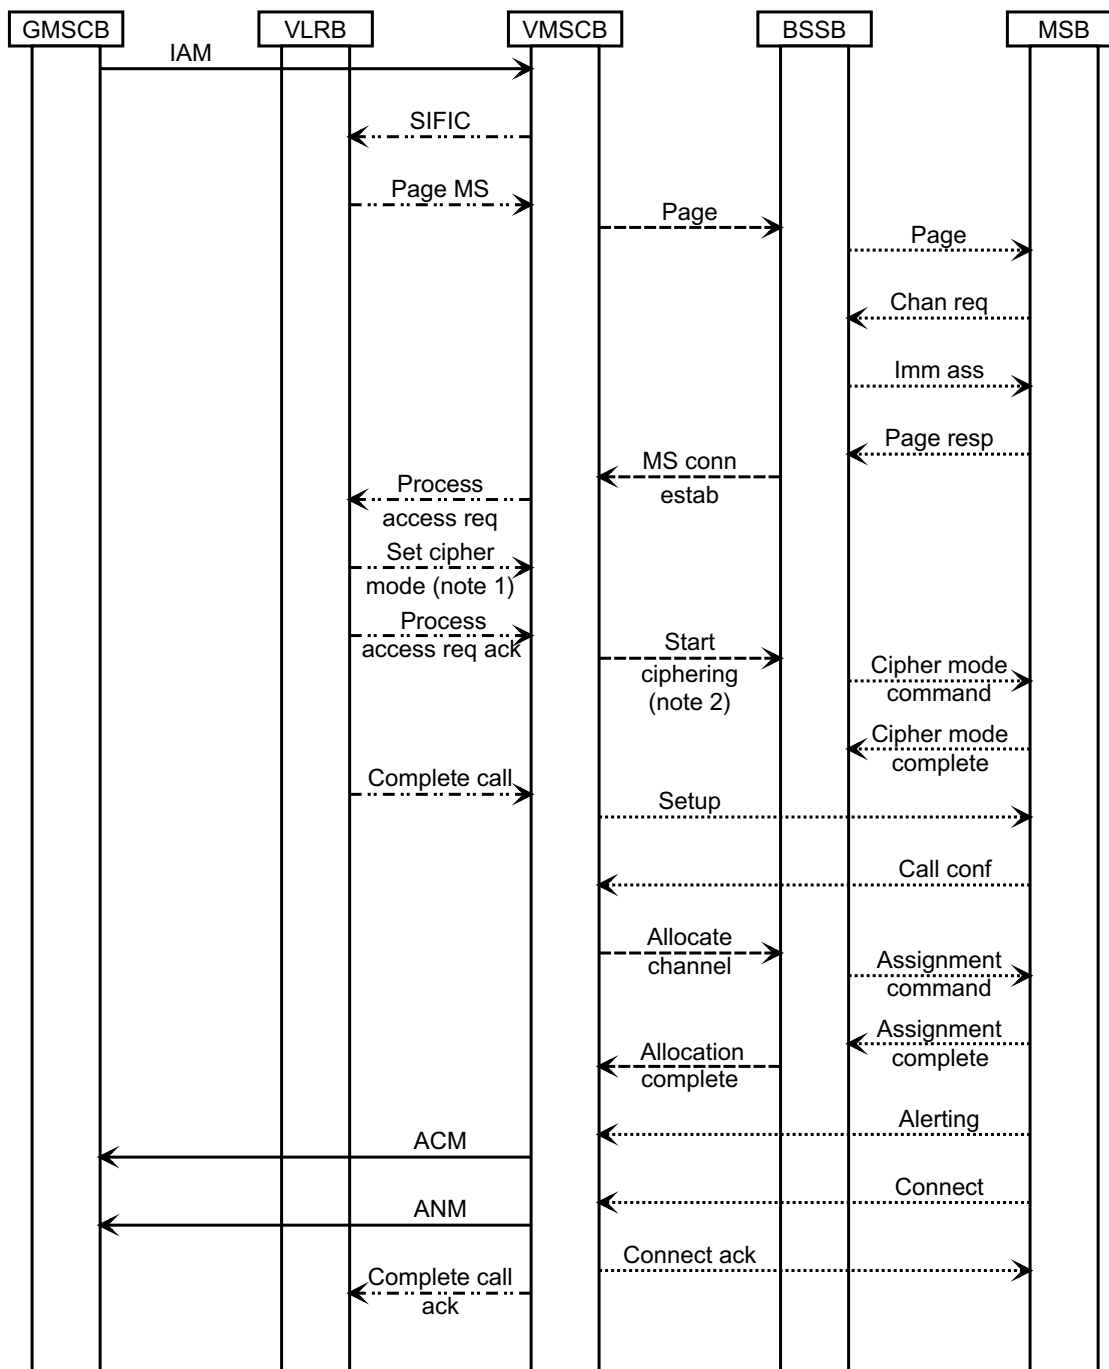 GMSCB
VLRB
VMSCB
BSSB
MSB
IAM
SIFIC
Page MS
Page
Page
Chan req
Imm ass
Page resp
MS conn
estab
Process
access req
Set cipher
mode (note 1)
Process
access req ack
Start
ciphering
(note 2)
Cipher mode
command
Cipher mode
complete
Complete call
Setup
Call conf
Allocate
channel
Assignment
command
Assignment
complete
Allocation
complete
Alerting
ACM
Connect
ANM
Connect ack
Complete call
ack